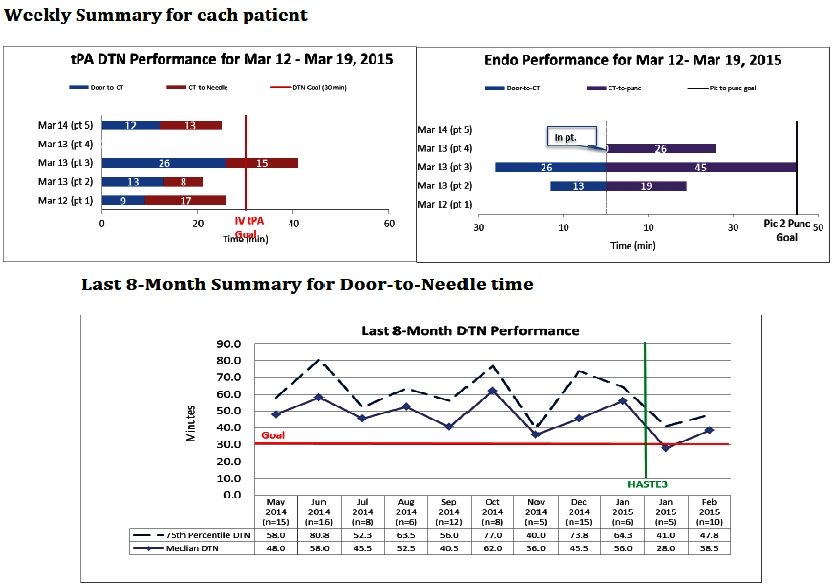 Weekly Summary for each patient
tPA DTN Performance for Mar 12 - Mar 19, 2015
Door-to-CT CT-to-Needle DTN Goal (30min)
Mar 14 (pt 5) 12 13
Mar 13 (pt 4)
Mar 13 (pt 3) 26 15
Mar 13 (pt 2) 13 8
Mar 12 (pt 1) 9 17
0 20 40 60
IV tPA
Goal
Time (min)
Endo Performance for Mar 12- Mar 19, 2015
Door-to-CT CT-to-punc Pic to punc goal
Mar 14 (pt 5)
In pt.
Mar 13 (pt 4) 26
Mar 13 (pt 3) 26 45
Mar 13 (pt 2) 13 19
Mar 12 (pt 1)
30 10 10 30 50
Pic 2 Punc
Goal
Time (min)
Last 8-Month Summary for Door-to-Needle time
Last 8-Month DTN Performance
90.0
80.0
70.0
60.0
50.0
40.0
30.0
20.0
10.0
0.0
Minutes
Goal
HASTE3
May Jun Jul Aug Sep Oct Nov Dec Jan Jan Feb
2014 2014 2014 2014 2014 2014 2014 2014 2015 2015 2015
(n=15) (n=16) (n=8) (n=6) (n=12) (n=8) (n=5) (n=15) (n=6) (n=5) (n=10)
75th Percentile DTN 58.0 80.8 52.3 63.5 56.0 77.0 40.0 73.8 64.3 41.0 47.8
Median DTN 48.0 58.0 45.5 52.5 40.5 62.0 36.0 45.5 56.0 28.0 38.5